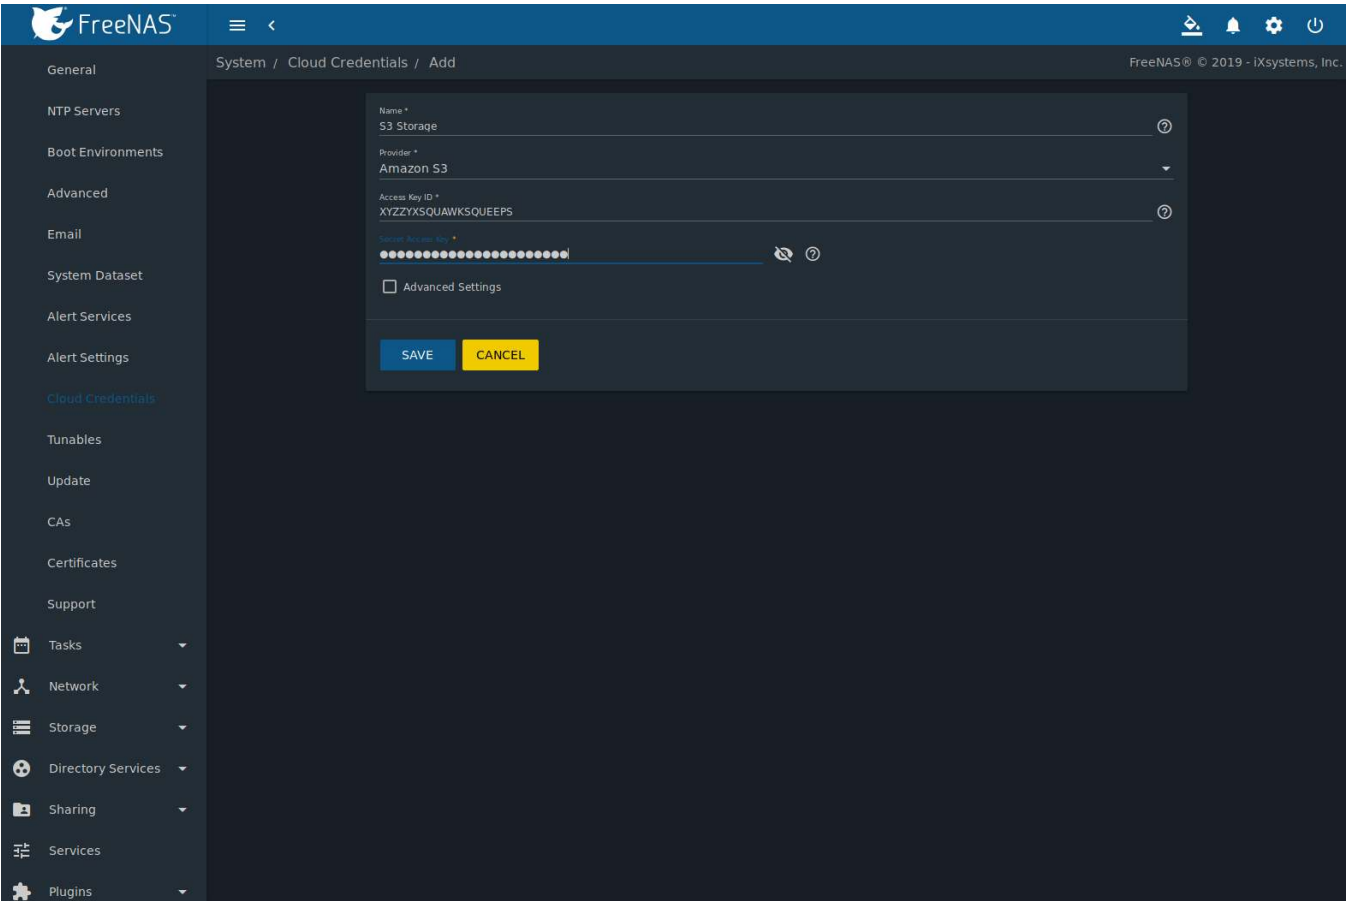 FreeNAS®
System / Cloud Credentials / Add
FreeNAS® © 2019 - iXsystems, Inc.
General
NTP Servers
Boot Environments
Advanced
Email
System Dataset
Alert Services
Alert Settings
Cloud Credentials
Tunables
Update
CAs
Certificates
Support
Tasks
Network
Storage
Directory Services
Sharing
Services
Plugins
Name *
S3 Storage
Provider *
Amazon S3
Access Key ID *
XYZZYXSQUAWKSQUEEPS
Secret Access Key *
●●●●●●●●●●●●●●●●●●●●●●
Advanced Settings
SAVE
CANCEL